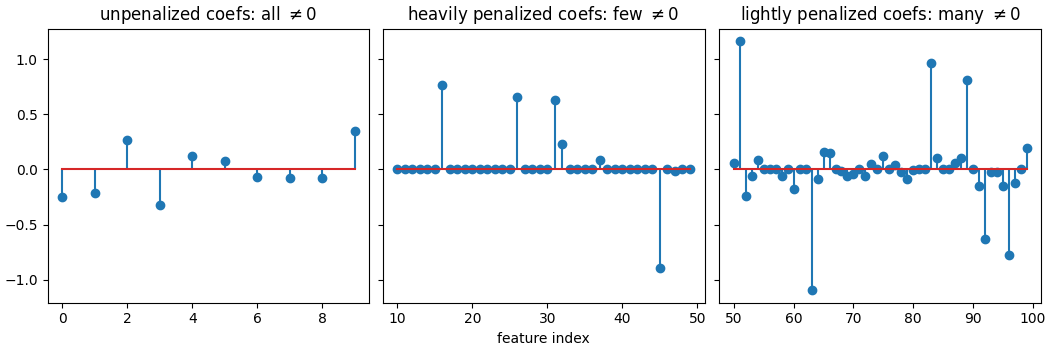 unpenalized coefs: all ≠0
heavily penalized coefs: few ≠0
lightly penalized coefs: many ≠0
1.0
0.5
0.0
−0.5
−1.0
0 2 4 6 8
10 20 30 40 50
50 60 70 80 90 100
feature index